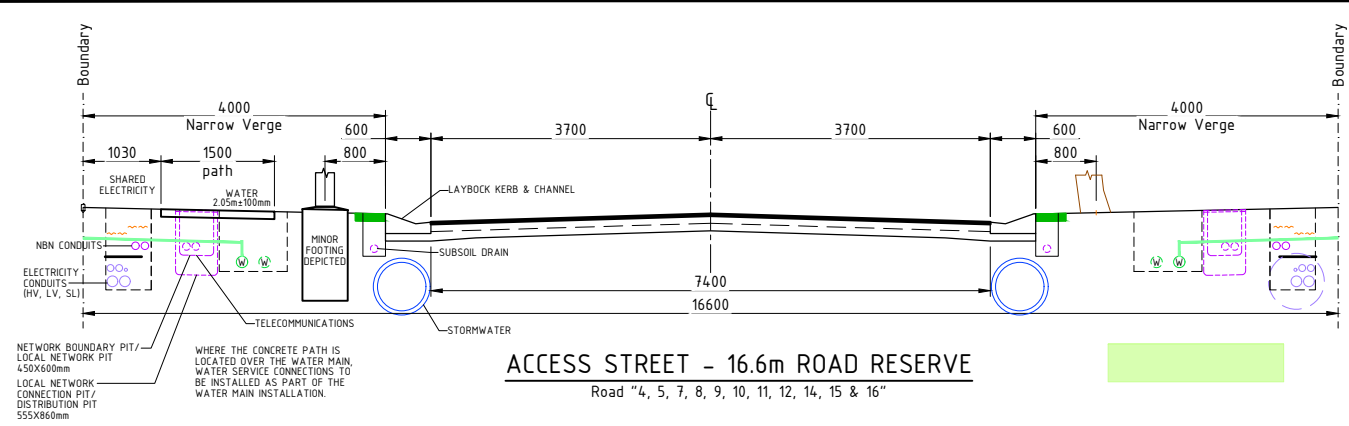 Boundary
Boundary
℄
4000
Narrow Verge
4000
Narrow Verge
600
3700
3700
600
1030
1500
path
800
800
SHARED
ELECTRICITY
WATER
2.05m±100mm
LAYBOCK KERB & CHANNEL
NBN CONDUITS
MINOR
FOOTING
DEPICTED
SUBSOIL DRAIN
W W
W W
ELECTRICITY
CONDUITS
(HV, LV, SL)
7400
16600
TELECOMMUNICATIONS
STORMWATER
NETWORK BOUNDARY PIT/
LOCAL NETWORK PIT
450X600mm
LOCAL NETWORK
CONNECTION PIT/
DISTRIBUTION PIT
555X860mm
WHERE THE CONCRETE PATH IS
LOCATED OVER THE WATER MAIN,
WATER SERVICE CONNECTIONS TO
BE INSTALLED AS PART OF THE
WATER MAIN INSTALLATION.
ACCESS STREET - 16.6m ROAD RESERVE
Road "4, 5, 7, 8, 9, 10, 11, 12, 14, 15 & 16"